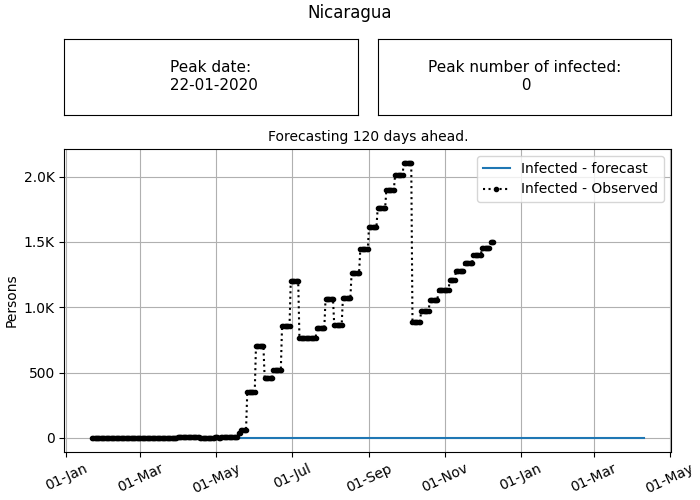 Nicaragua
Peak date:
22-01-2020
Peak number of infected:
0
Forecasting 120 days ahead.
Infected - forecast
Infected - Observed
Persons
2.0K
1.5K
1.0K
500
0
01-Jan
01-Mar
01-May
01-Jul
01-Sep
01-Nov
01-Jan
01-Mar
01-May